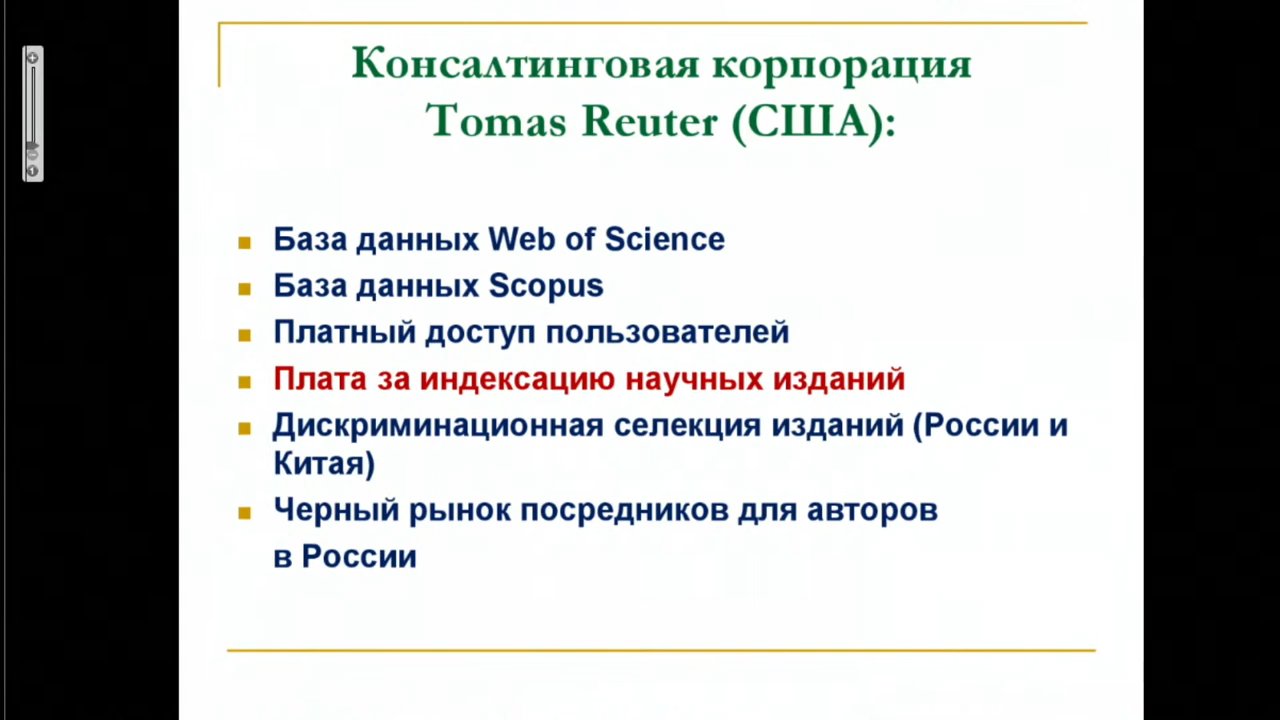 Консалтинговая корпорация
Tomas Reuter (США):
База данных Web of Science
База данных Scopus
Платный доступ пользователей
Плата за индексацию научных изданий
Дискриминационная селекция изданий (России и
Китая)
Черный рынок посредников для авторов
в России